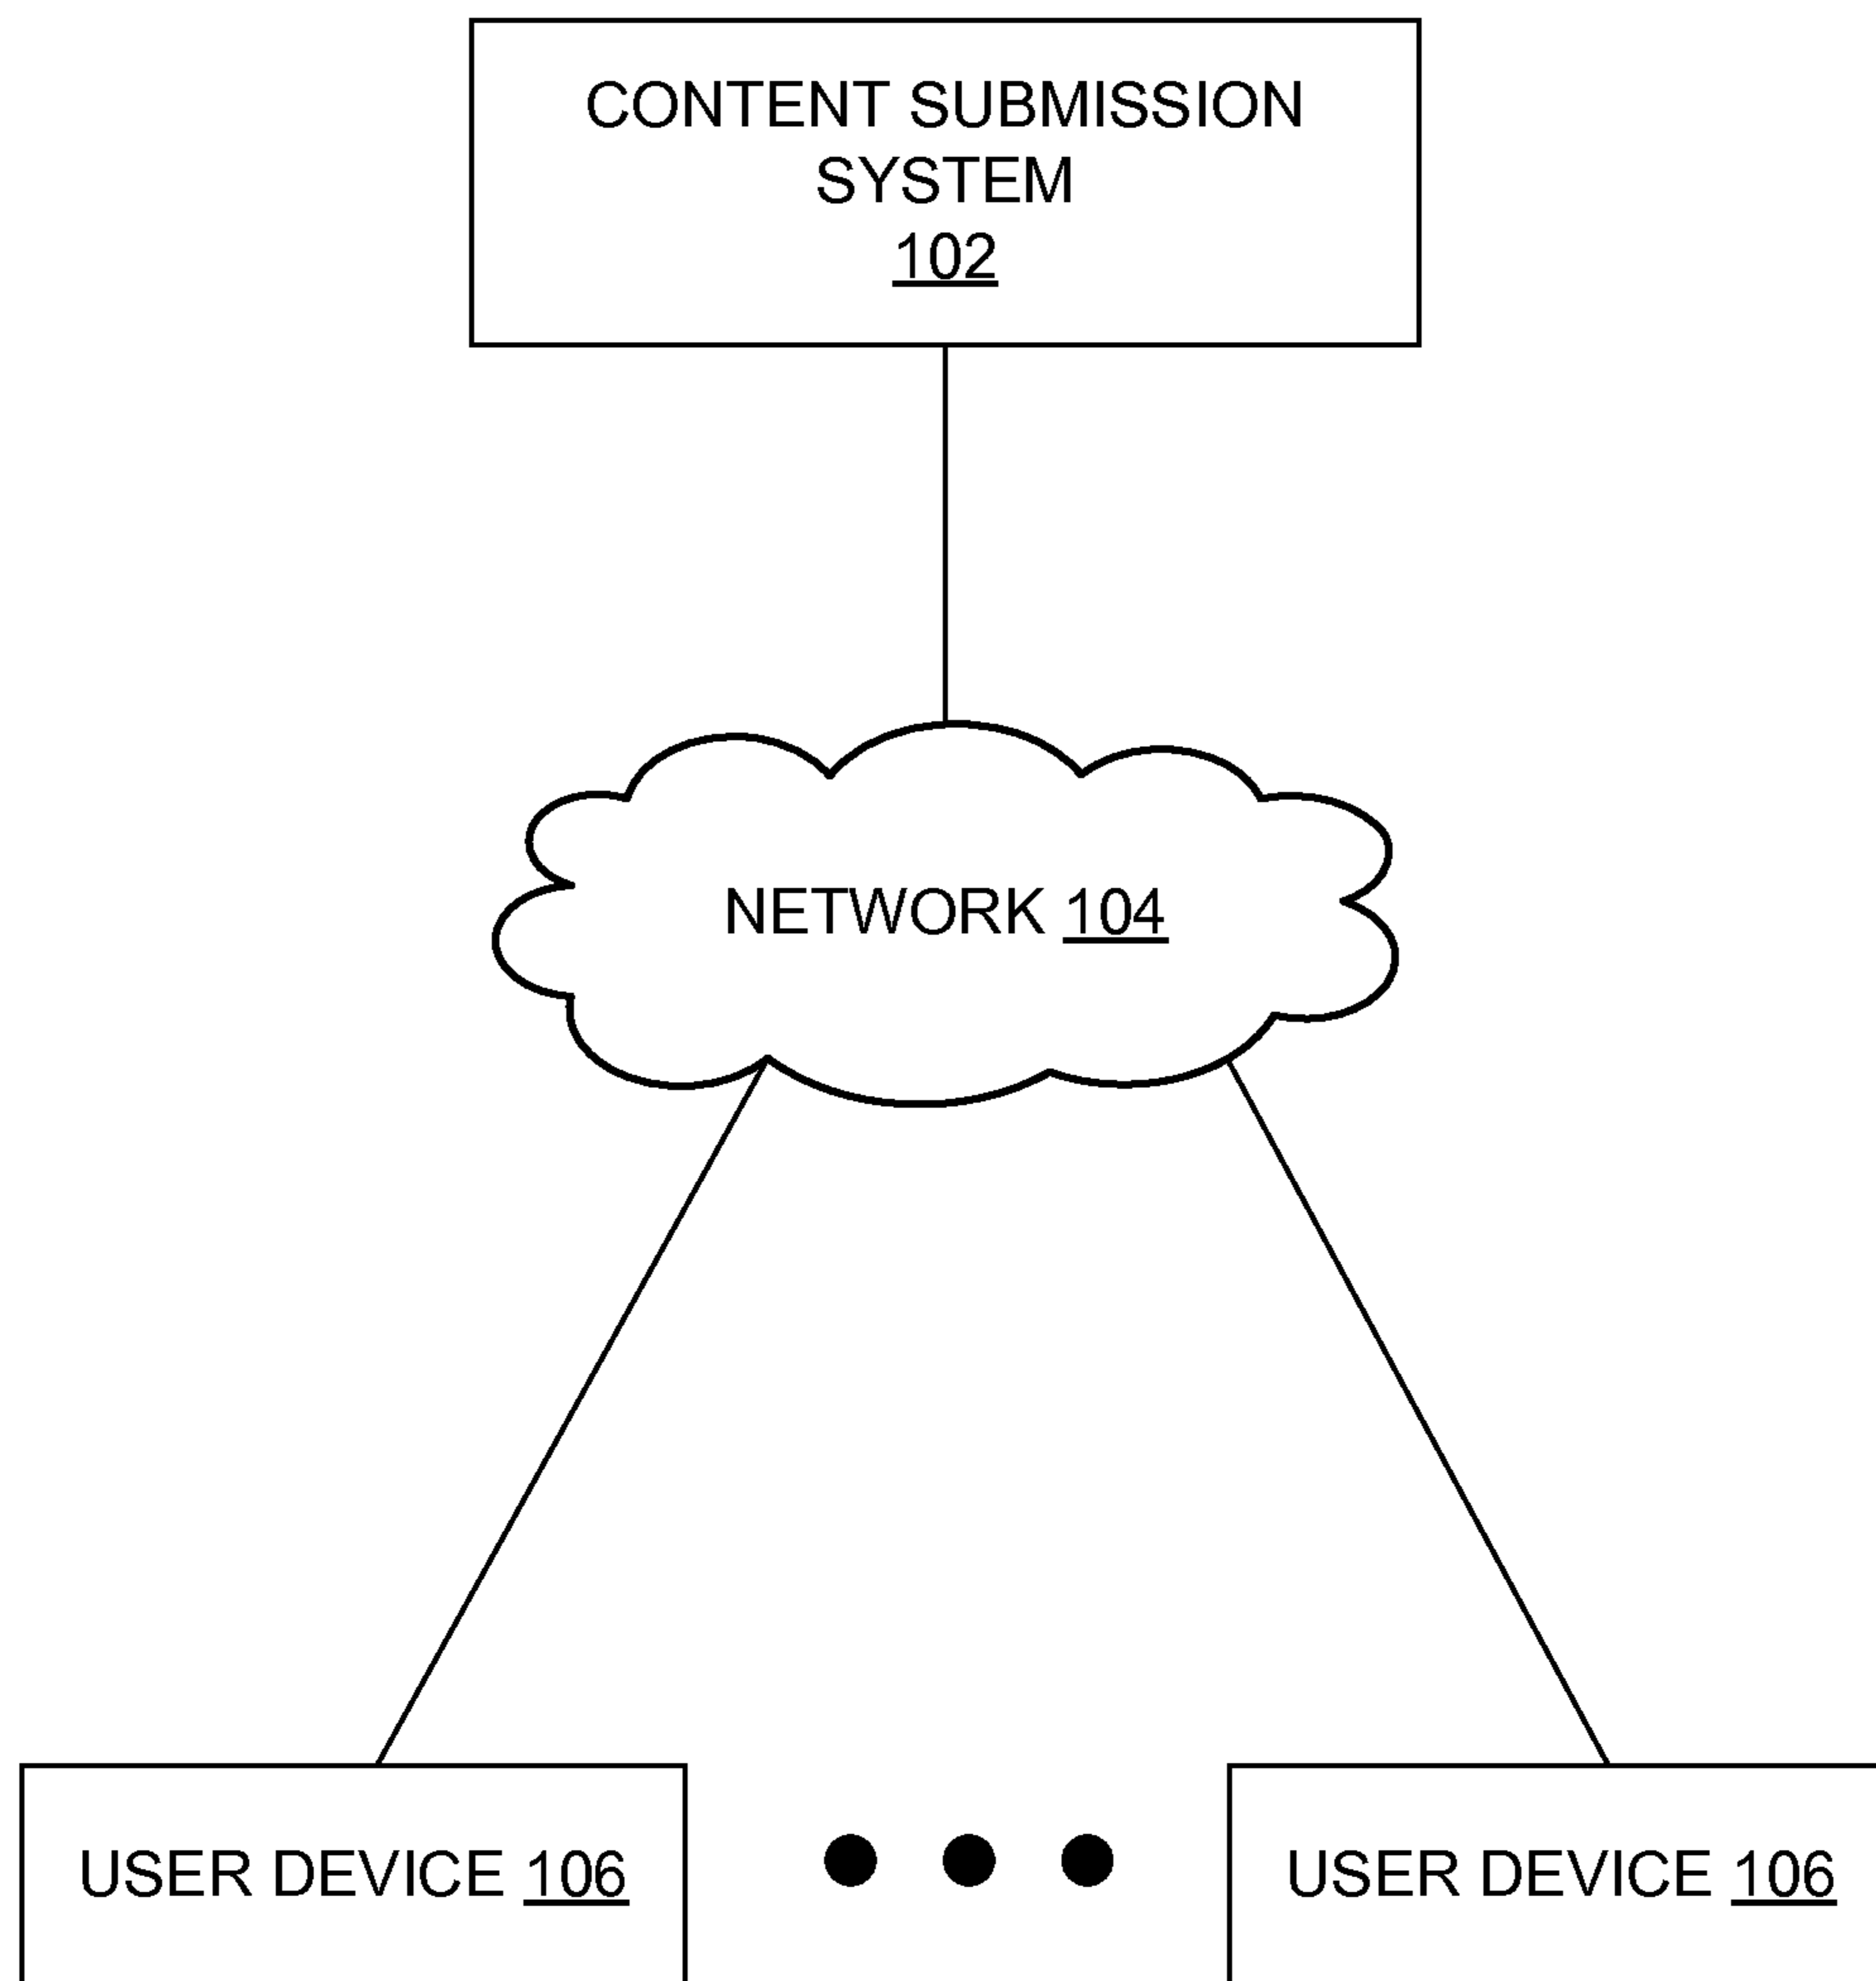 CONTENT SUBMISSION
SYSTEM
102
NETWORK 104
USER DEVICE 106
USER DEVICE 106